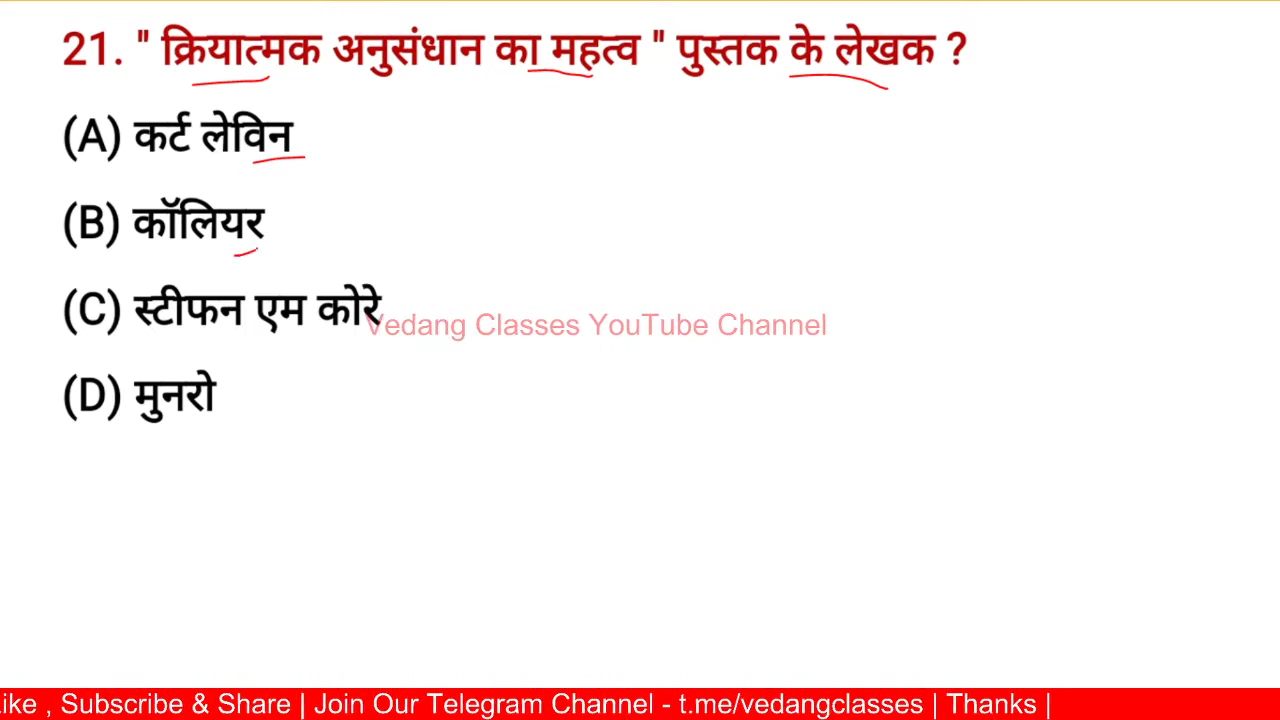 21. " क्रियात्मक अनुसंधान का महत्व " पुस्तक के लेखक ?
(A) कर्ट लेविन
(B) कॉलियर
(C) स्टीफन एम कोरे
Vedang Classes YouTube Channel
(D) मुनरो
ike , Subscribe & Share | Join Our Telegram Channel - t.me/vedangclasses | Thanks |